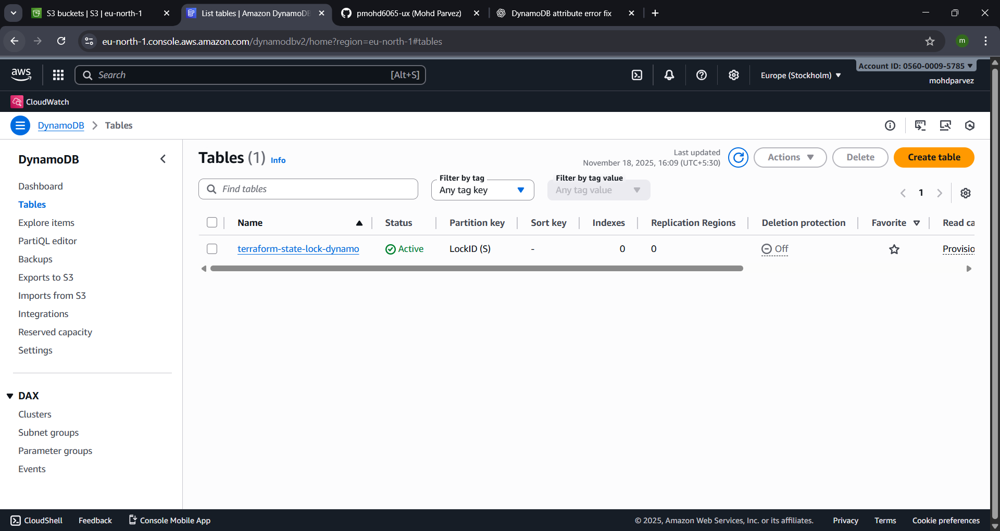 S3 buckets | S3 | eu-north-1
List tables | Amazon DynamoDB
pmohd6065-ux (Mohd Parvez)
DynamoDB attribute error fix
eu-north-1.console.aws.amazon.com/dynamodbv2/home?region=eu-north-1#tables
m
aws
Search
[Alt+S]
Europe (Stockholm)
Account ID: 0560-0009-5785
mohdparvez
CloudWatch
DynamoDB
Tables
DynamoDB
Dashboard
Tables
Explore items
PartiQL editor
Backups
Exports to S3
Imports from S3
Integrations
Reserved capacity
Settings
DAX
Clusters
Subnet groups
Parameter groups
Events
Tables (1) Info
Last updated
November 18, 2025, 16:09 (UTC+5:30)
Actions
Delete
Create table
Find tables
Filter by tag
Any tag key
Filter by tag value
Any tag value
1
Name Status Partition key Sort key Indexes Replication Regions Deletion protection Favorite Read ca
terraform-state-lock-dynamo Active LockID (S) - 0 0 Off Provisio
CloudShell Feedback Console Mobile App © 2025, Amazon Web Services, Inc. or its affiliates. Privacy Terms Cookie preferences